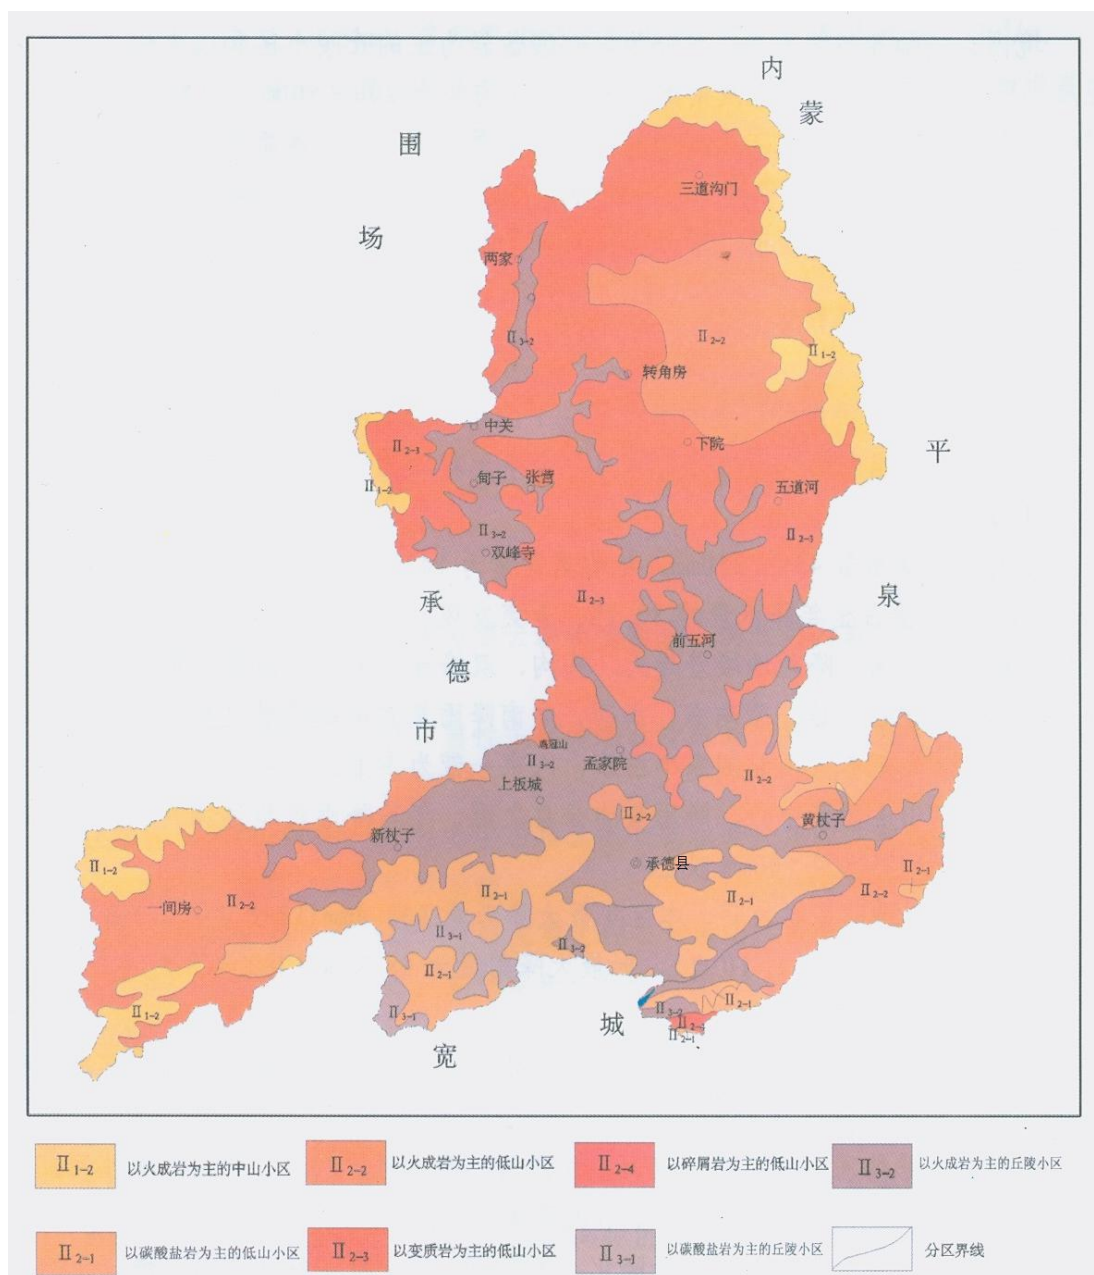 内
蒙
围
场
三道沟门
两家
II₂₋₂
II₁₋₂
II₃₋₂
转角房
中关
II₂₋₃
下院
平
甸子
张营
II₁₋₂
五道河
II₃₋₂
II₂₋₃
双峰寺
承
II₂₋₃
泉
前五河
德
市
II₃₋₂
孟家院
上板城
II₂₋₂
II₂₋₂
黄杖子
新杖子
承德县
II₁₋₂
II₂₋₁
II₂₋₁
II₂₋₂
II₂₋₁
一间房
II₂₋₂
II₃₋₁
II₃₋₂
II₂₋₁
II₂₋₁
II₁₋₂
II₃₋₁
II₃₋₂
城
II₂₋₁
宽
II₁₋₂ 以火成岩为主的中山小区
II₂₋₂ 以火成岩为主的低山小区
II₂₋₄ 以碎屑岩为主的低山小区
II₃₋₂ 以火成岩为主的丘陵小区
II₂₋₁ 以碳酸盐岩为主的低山小区
II₂₋₃ 以变质岩为主的低山小区
II₃₋₁ 以碳酸盐岩为主的丘陵小区
分区界线